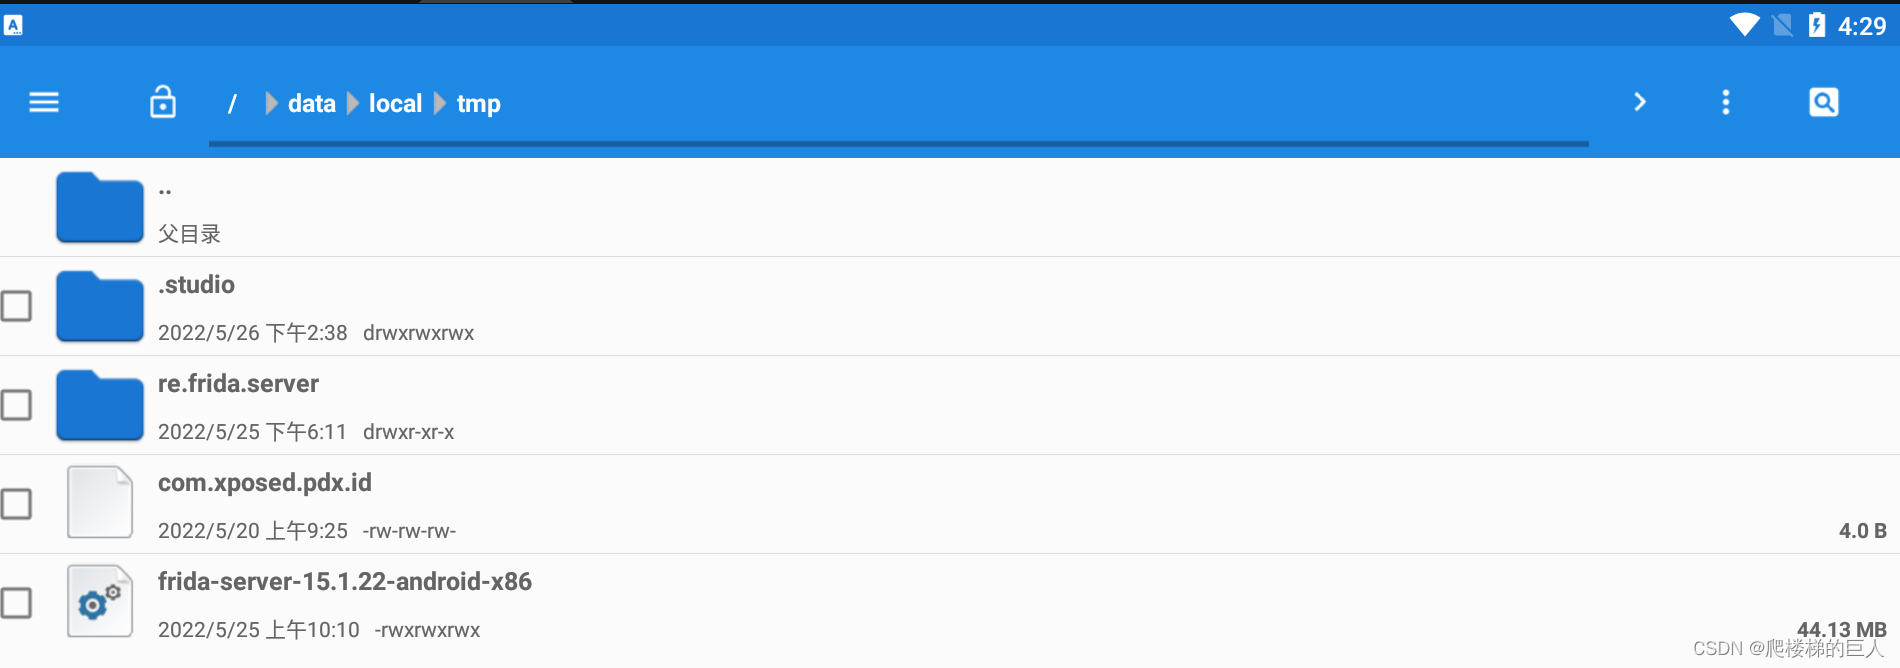 A
4:29
/ data local tmp
..
父目录
.studio
2022/5/26 下午2:38 drwxrwxrwx
re.frida.server
2022/5/25 下午6:11 drwxr-xr-x
com.xposed.pdx.id
2022/5/20 上午9:25 -rw-rw-rw-
4.0 B
frida-server-15.1.22-android-x86
2022/5/25 上午10:10 -rwxrwxrwx
44.13 MB
CSDN @爬楼梯的巨人